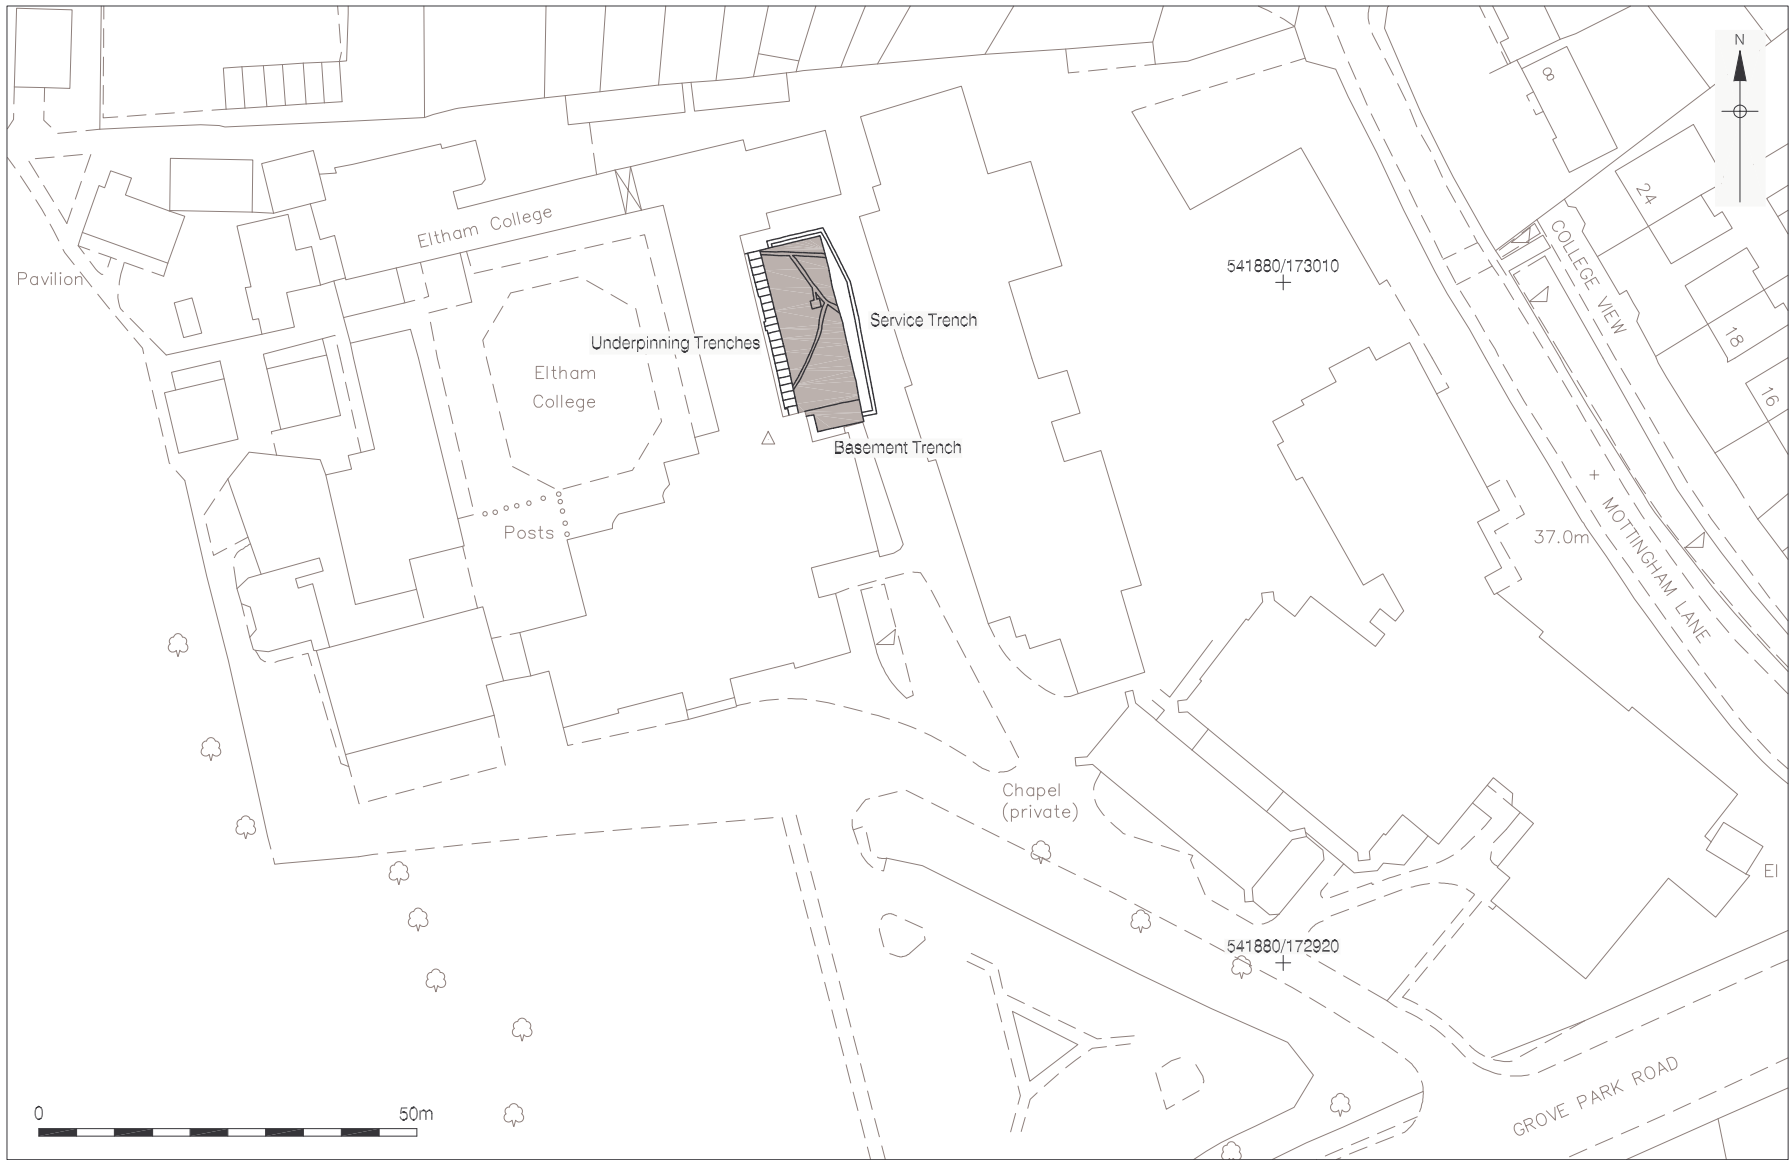 N
8
24
Eltham College
COLLEGE VIEW
Pavilion
541880/173010
Service Trench
18
Underpinning Trenches
Eltham
College
16
Basement Trench
Posts
37.0m
MOTTINGHAM LANE
Chapel
(private)
El
541880/172920
GROVE PARK ROAD
0
50m